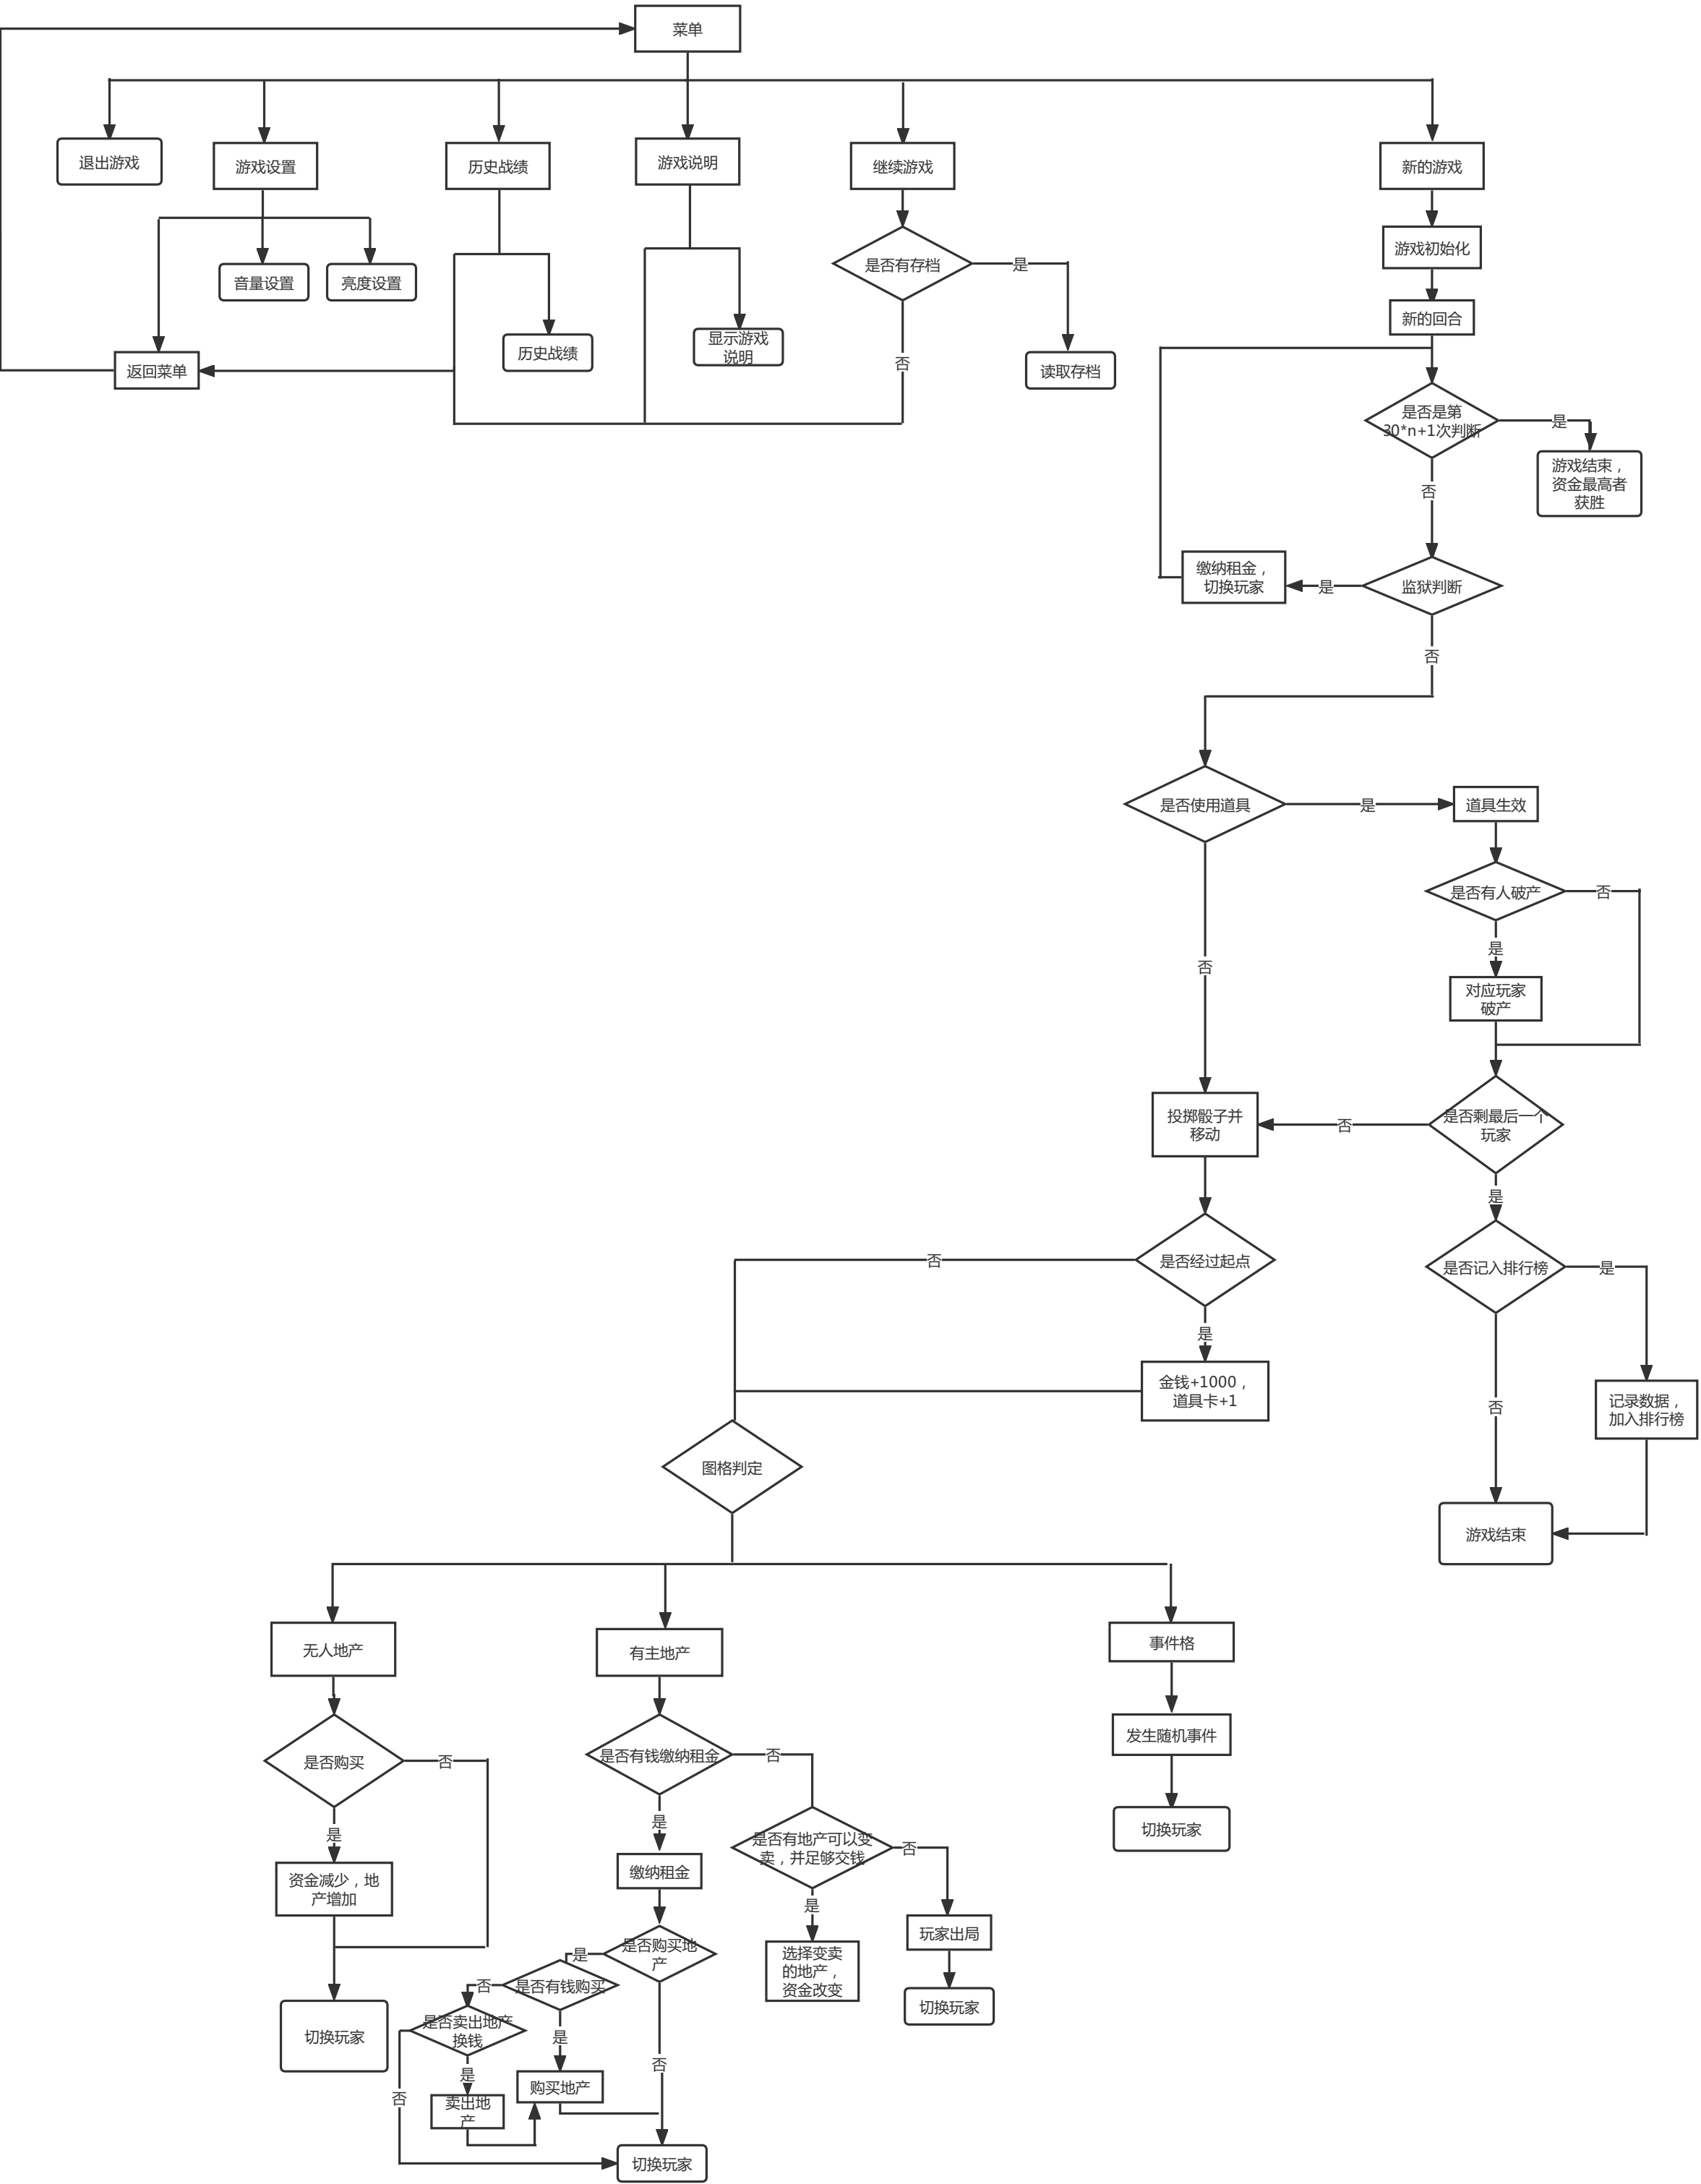 菜单
退出游戏
游戏设置
历史战绩
游戏说明
继续游戏
新的游戏
音量设置
亮度设置
返回菜单
历史战绩
显示游戏
说明
是否有存档
是
否
读取存档
游戏初始化
新的回合
是否是第
30*n+1次判断
是
游戏结束，
资金最高者
获胜
否
监狱判断
是
缴纳租金，
切换玩家
否
是否使用道具
是
道具生效
是否有人破产
否
是
对应玩家
破产
否
投掷骰子并
移动
否
是否剩最后一个
玩家
是
是否经过起点
否
是
金钱+1000，
道具卡+1
是否记入排行榜
是
否
记录数据，
加入排行榜
游戏结束
图格判定
无人地产
有主地产
事件格
是否购买
否
是
资金减少，地
产增加
切换玩家
是否有钱缴纳租金
否
是
缴纳租金
是否有地产可以变
卖，并足够交钱
否
是
选择变卖
的地产，
资金改变
玩家出局
切换玩家
发生随机事件
切换玩家
是否购买地
产
是
是否有钱购买
否
是否卖出地产
换钱
是
是
否
否
购买地产
卖出地
产
切换玩家